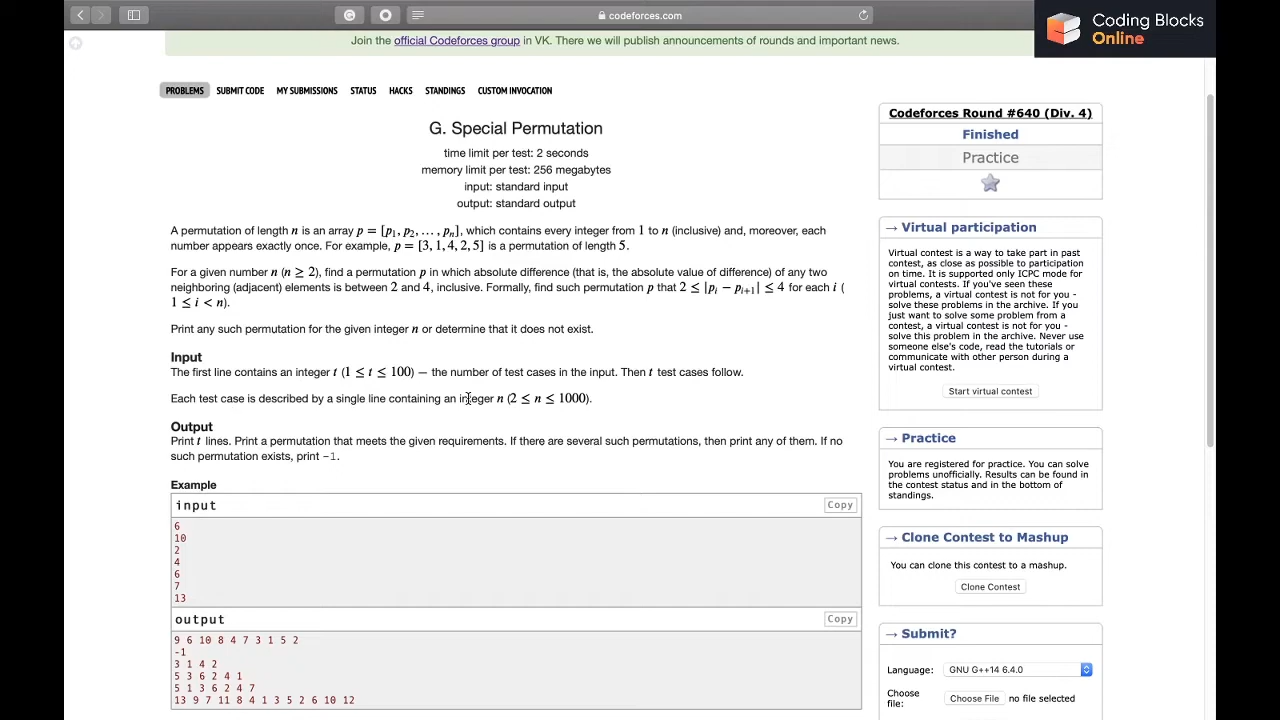 codeforces.com
Coding Blocks
Online
Join the official Codeforces group in VK. There we will publish announcements of rounds and important news.
PROBLEMS SUBMIT CODE MY SUBMISSIONS STATUS HACKS STANDINGS CUSTOM INVOCATION
G. Special Permutation
time limit per test: 2 seconds
memory limit per test: 256 megabytes
input: standard input
output: standard output
A permutation of length n is an array p = [p1, p2, … , pn], which contains every integer from 1 to n (inclusive) and, moreover, each
number appears exactly once. For example, p = [3, 1, 4, 2, 5] is a permutation of length 5.
For a given number n (n ≥ 2), find a permutation p in which absolute difference (that is, the absolute value of difference) of any two
neighboring (adjacent) elements is between 2 and 4, inclusive. Formally, find such permutation p that 2 ≤ |pi − pi+1| ≤ 4 for each i (
1 ≤ i < n).
Print any such permutation for the given integer n or determine that it does not exist.
Input
The first line contains an integer t (1 ≤ t ≤ 100) — the number of test cases in the input. Then t test cases follow.
Each test case is described by a single line containing an integer n (2 ≤ n ≤ 1000).
Output
Print t lines. Print a permutation that meets the given requirements. If there are several such permutations, then print any of them. If no
such permutation exists, print -1.
Example
input Copy
6
10
2
4
6
7
13
output Copy
9 6 10 8 4 7 3 1 5 2
-1
3 1 4 2
5 3 6 2 4 1
5 1 3 6 2 4 7
13 9 7 11 8 4 1 3 5 2 6 10 12
Codeforces Round #640 (Div. 4)
Finished
Practice
→ Virtual participation
Virtual contest is a way to take part in past
contest, as close as possible to participation
on time. It is supported only ICPC mode for
virtual contests. If you've seen these
problems, a virtual contest is not for you -
solve these problems in the archive. If you
just want to solve some problem from a
contest, a virtual contest is not for you -
solve this problem in the archive. Never use
someone else's code, read the tutorials or
communicate with other person during a
virtual contest.
Start virtual contest
→ Practice
You are registered for practice. You can solve
problems unofficially. Results can be found in
the contest status and in the bottom of
standings.
→ Clone Contest to Mashup
You can clone this contest to a mashup.
Clone Contest
→ Submit?
Language: GNU G++14 6.4.0
Choose
file: Choose File no file selected